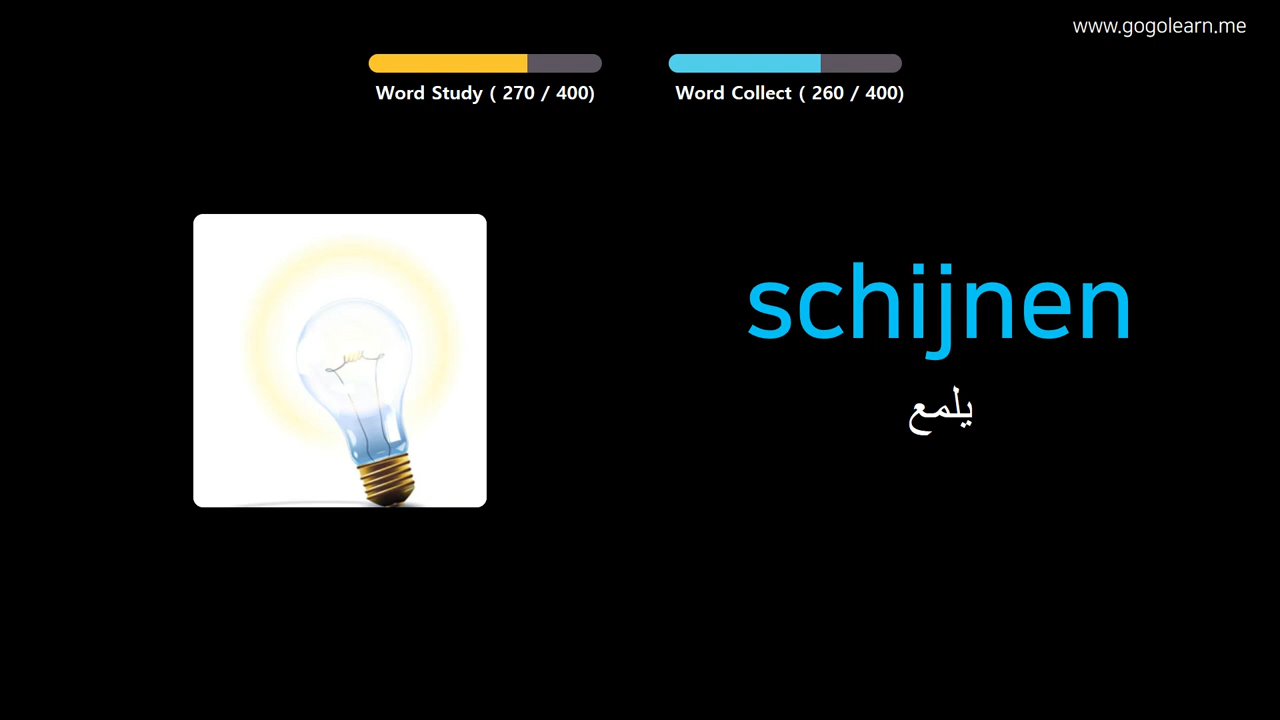 www.gogolearn.me
Word Study ( 270 / 400)
Word Collect ( 260 / 400)
schijnen
يلمع